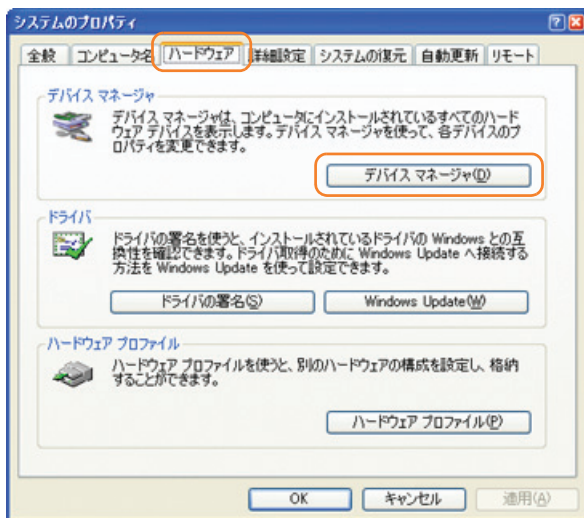 システムのプロパティ
全般 コンピュータ名 ハードウェア 詳細設定 システムの復元 自動更新 リモート
デバイス マネージャ
デバイス マネージャは、コンピュータにインストールされているすべてのハード
ウェア デバイスを表示します。デバイス マネージャを使って、各デバイスのプ
ロパティを変更できます。
デバイス マネージャ(D)
ドライバ
ドライバの署名を使うと、インストールされているドライバの Windows との互
換性を確認できます。ドライバ取得のために Windows Update へ接続する
方法を Windows Update を使って設定できます。
ドライバの署名(S) Windows Update(W)
ハードウェア プロファイル
ハードウェア プロファイルを使うと、別のハードウェアの構成を設定し、格納
することができます。
ハードウェア プロファイル(P)
OK キャンセル 適用(A)